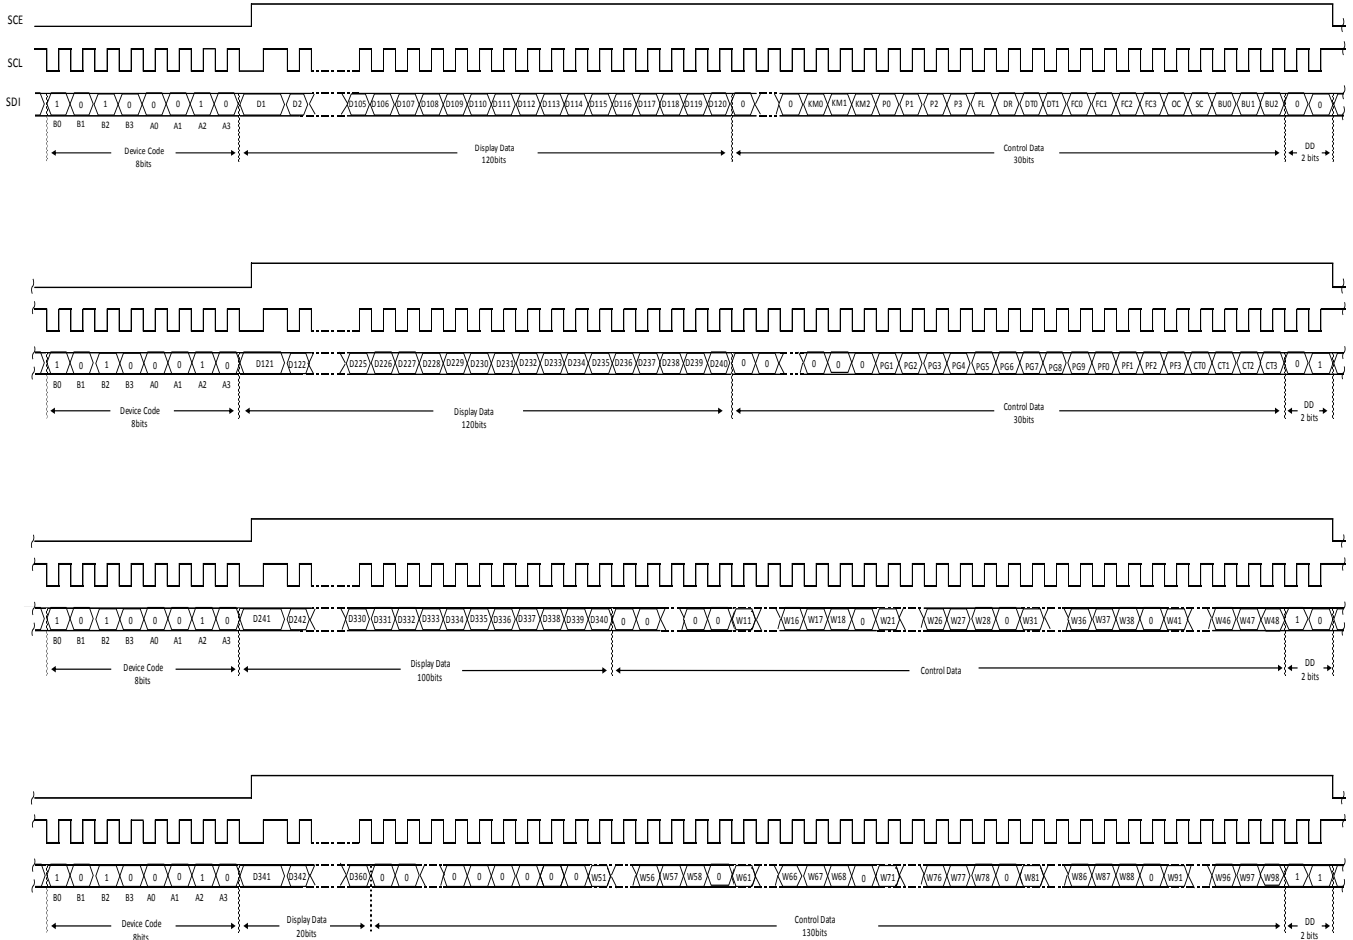 SCE
SCL
SDI 1 0 1 0 0 0 1 0 D1 D2 D105 D106 D107 D108 D109 D110 D111 D112 D113 D114 D115 D116 D117 D118 D119 D120 0 0 KM0 KM1 KM2 P0 P1 P2 P3 FL DR DT0 DT1 FC0 FC1 FC2 FC3 OC SC BU0 BU1 BU2 0 0
B0 B1 B2 B3 A0 A1 A2 A3
Device Code Display Data Control Data DD
8bits 120bits 30bits 2 bits
1 0 1 0 0 0 1 0 D121 D122 D225 D226 D227 D228 D229 D230 D231 D232 D233 D234 D235 D236 D237 D238 D239 D240 0 0 0 0 0 PG1 PG2 PG3 PG4 PG5 PG6 PG7 PG8 PG9 PF0 PF1 PF2 PF3 CT0 CT1 CT2 CT3 0 1
B0 B1 B2 B3 A0 A1 A2 A3
Device Code Display Data Control Data DD
8bits 120bits 30bits 2 bits
1 0 1 0 0 0 1 0 D241 D242 D330 D331 D332 D333 D334 D335 D336 D337 D338 D339 D340 0 0 0 0 W11 W16 W17 W18 0 W21 W26 W27 W28 0 W31 W36 W37 W38 0 W41 W46 W47 W48 1 0
B0 B1 B2 B3 A0 A1 A2 A3
Device Code Display Data Control Data DD
8bits 100bits 2 bits
1 0 1 0 0 0 1 0 D341 D342 D360 0 0 0 0 0 0 0 0 W51 W56 W57 W58 0 W61 W66 W67 W68 0 W71 W76 W77 W78 0 W81 W86 W87 W88 0 W91 W96 W97 W98 1 1
B0 B1 B2 B3 A0 A1 A2 A3
Device Code Display Data Control Data DD
8bits 20bits 130bits 2 bits